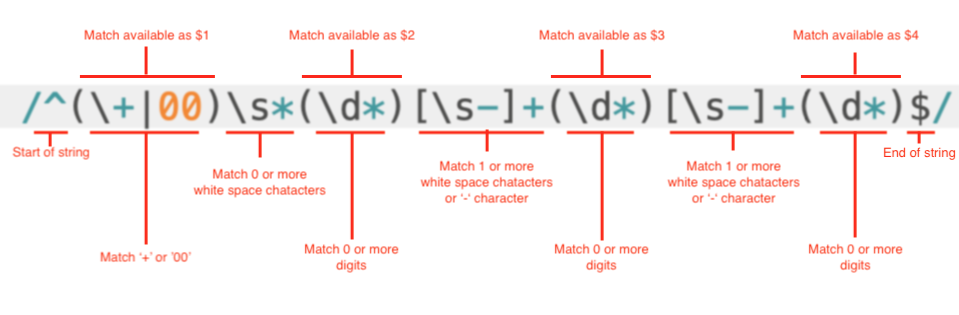 Match available as $1 Match available as $2 Match available as $3 Match available as $4
/^(\+|00)\s*(\d*)[\s-]+(\d*)[\s-]+(\d*)$/
Start of string End of string
Match 0 or more
white space chatacters
Match 1 or more
white space chatacters
or '-' character
Match 1 or more
white space chatacters
or '-' character
Match '+' or '00'
Match 0 or more
digits
Match 0 or more
digits
Match 0 or more
digits